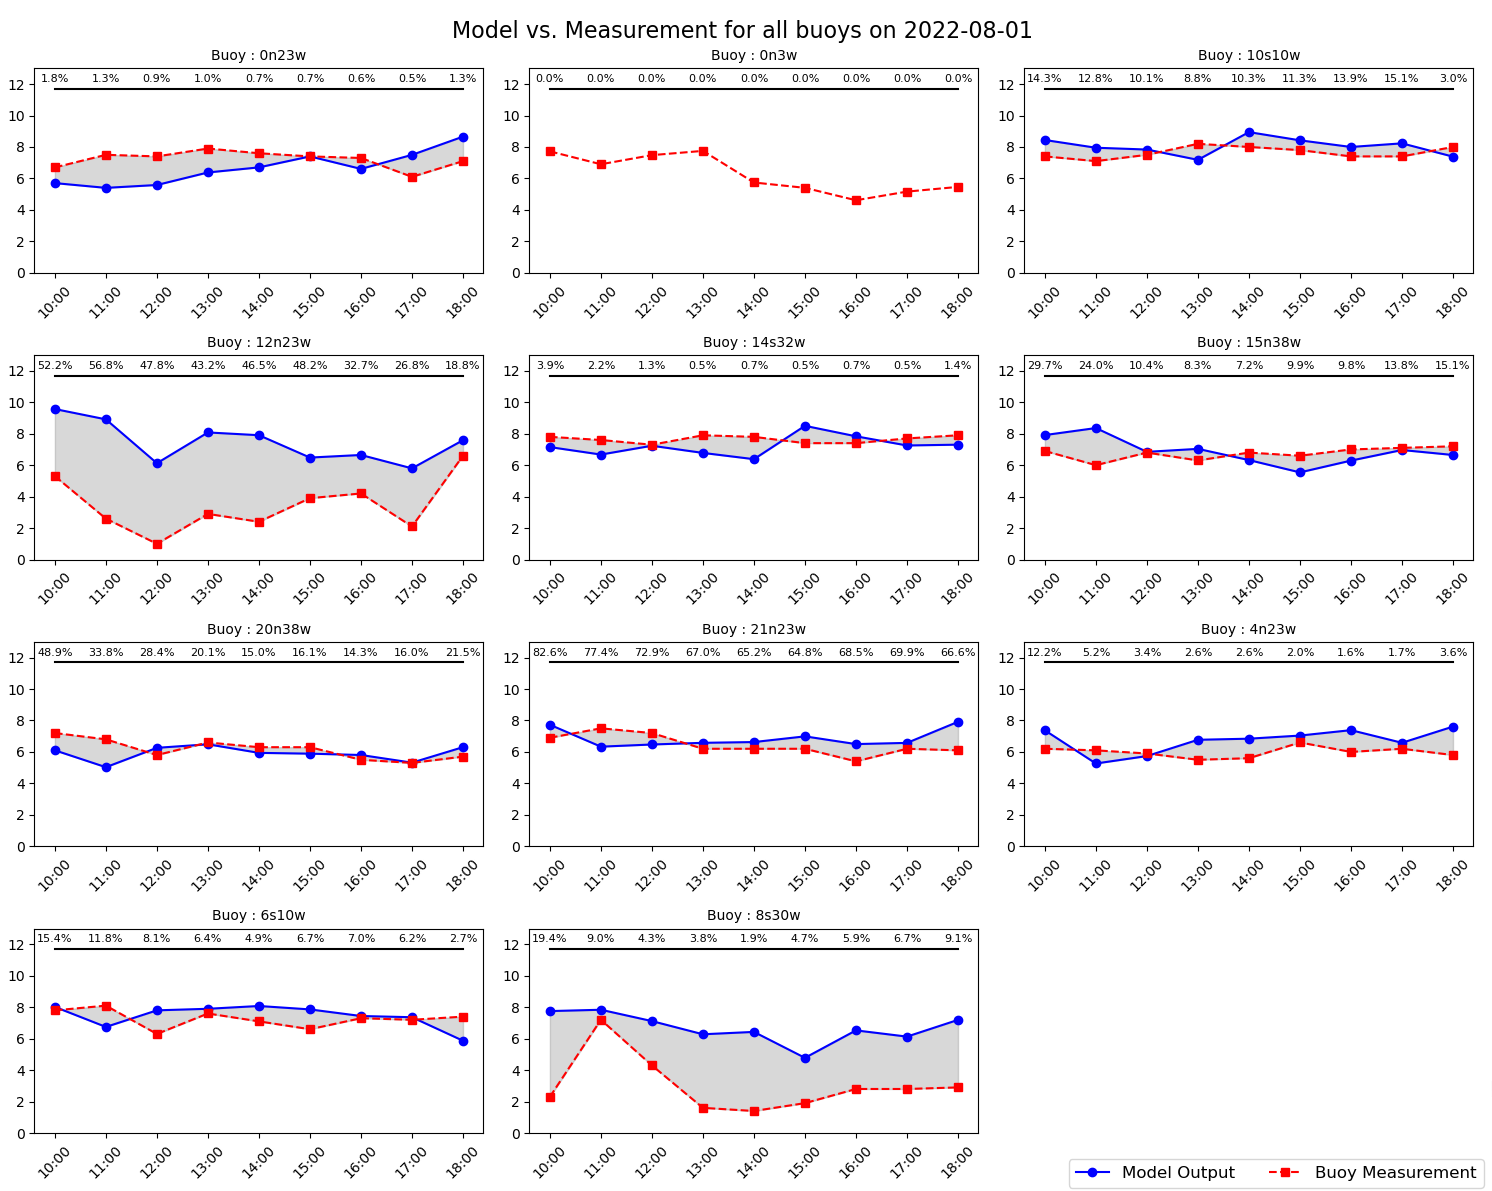 Model vs. Measurement for all buoys on 2022-08-01
Buoy : 0n23w
1.8% 1.3% 0.9% 1.0% 0.7% 0.7% 0.6% 0.5% 1.3%
12
10
8
6
4
2
0
10:00 11:00 12:00 13:00 14:00 15:00 16:00 17:00 18:00
Buoy : 0n3w
0.0% 0.0% 0.0% 0.0% 0.0% 0.0% 0.0% 0.0% 0.0%
12
10
8
6
4
2
0
10:00 11:00 12:00 13:00 14:00 15:00 16:00 17:00 18:00
Buoy : 10s10w
14.3% 12.8% 10.1% 8.8% 10.3% 11.3% 13.9% 15.1% 3.0%
12
10
8
6
4
2
0
10:00 11:00 12:00 13:00 14:00 15:00 16:00 17:00 18:00
Buoy : 12n23w
52.2% 56.8% 47.8% 43.2% 46.5% 48.2% 32.7% 26.8% 18.8%
12
10
8
6
4
2
0
10:00 11:00 12:00 13:00 14:00 15:00 16:00 17:00 18:00
Buoy : 14s32w
3.9% 2.2% 1.3% 0.5% 0.7% 0.5% 0.7% 0.5% 1.4%
12
10
8
6
4
2
0
10:00 11:00 12:00 13:00 14:00 15:00 16:00 17:00 18:00
Buoy : 15n38w
29.7% 24.0% 10.4% 8.3% 7.2% 9.9% 9.8% 13.8% 15.1%
12
10
8
6
4
2
0
10:00 11:00 12:00 13:00 14:00 15:00 16:00 17:00 18:00
Buoy : 20n38w
48.9% 33.8% 28.4% 20.1% 15.0% 16.1% 14.3% 16.0% 21.5%
12
10
8
6
4
2
0
10:00 11:00 12:00 13:00 14:00 15:00 16:00 17:00 18:00
Buoy : 21n23w
82.6% 77.4% 72.9% 67.0% 65.2% 64.8% 68.5% 69.9% 66.6%
12
10
8
6
4
2
0
10:00 11:00 12:00 13:00 14:00 15:00 16:00 17:00 18:00
Buoy : 4n23w
12.2% 5.2% 3.4% 2.6% 2.6% 2.0% 1.6% 1.7% 3.6%
12
10
8
6
4
2
0
10:00 11:00 12:00 13:00 14:00 15:00 16:00 17:00 18:00
Buoy : 6s10w
15.4% 11.8% 8.1% 6.4% 4.9% 6.7% 7.0% 6.2% 2.7%
12
10
8
6
4
2
0
10:00 11:00 12:00 13:00 14:00 15:00 16:00 17:00 18:00
Buoy : 8s30w
19.4% 9.0% 4.3% 3.8% 1.9% 4.7% 5.9% 6.7% 9.1%
12
10
8
6
4
2
0
10:00 11:00 12:00 13:00 14:00 15:00 16:00 17:00 18:00
Model Output Buoy Measurement